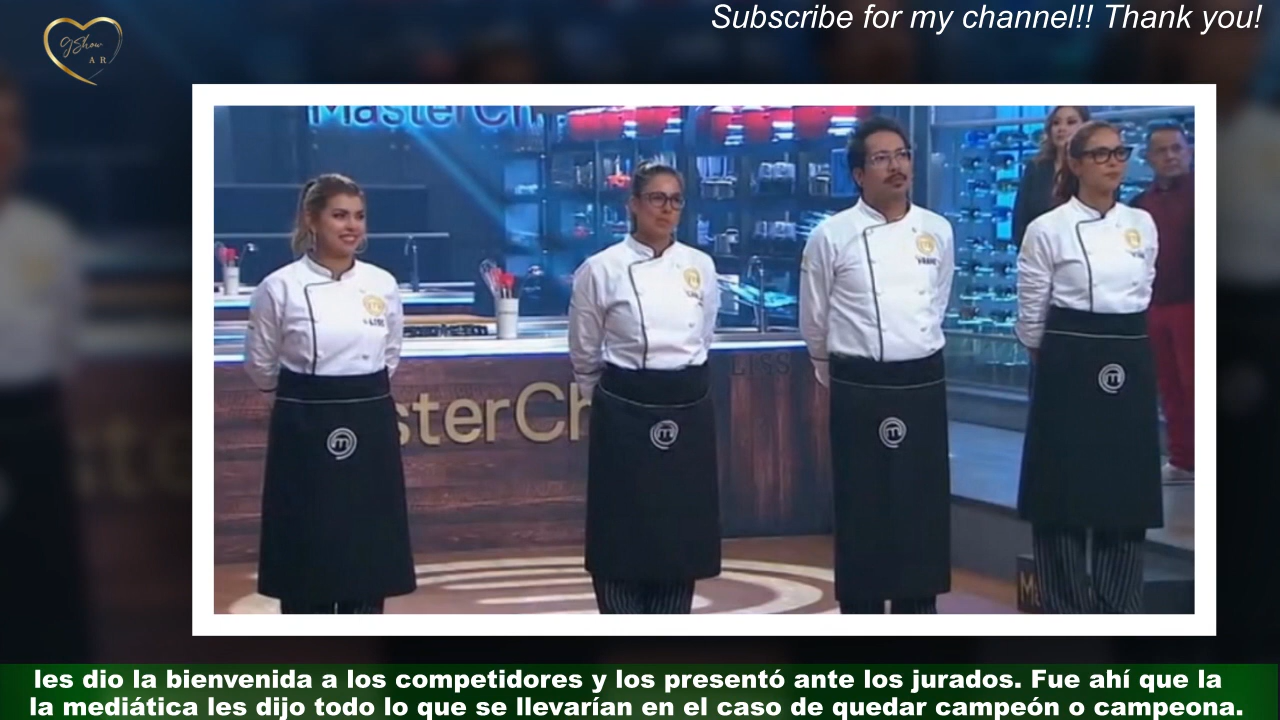 Subscribe for my channel!! Thank you!
gShow
AR
MasterCh
sterCh
les dio la bienvenida a los competidores y los presentó ante los jurados. Fue ahí que la
la mediática les dijo todo lo que se llevarían en el caso de quedar campeón o campeona.